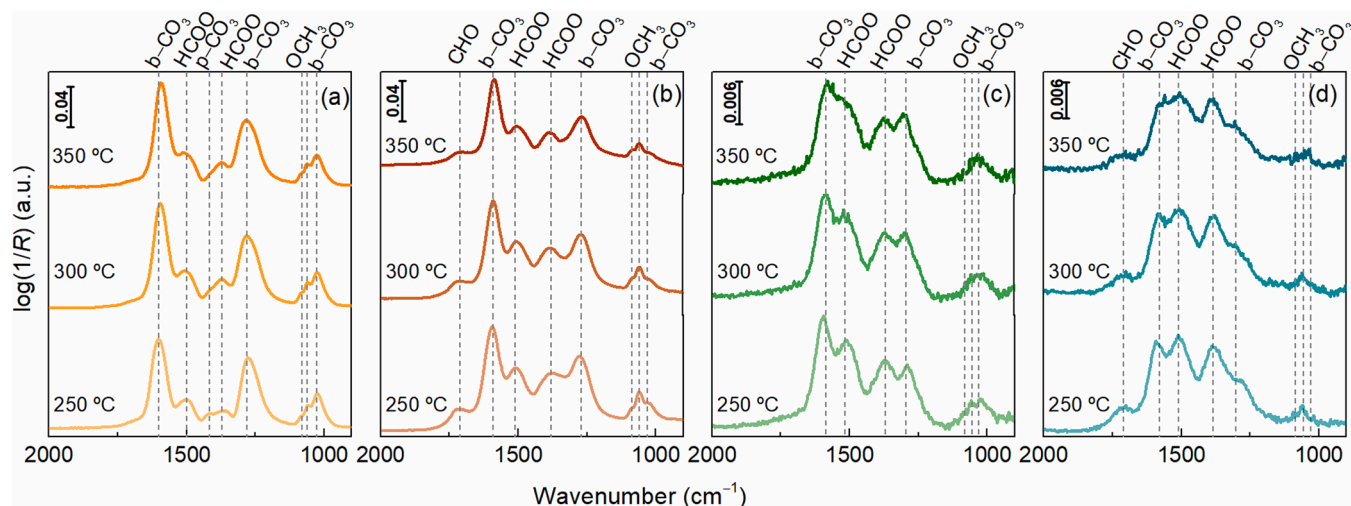 b–CO₃ HCOO p–CO₃ HCOO b–CO₃ OCH₃ b–CO₃
CHO b–CO₃ HCOO HCOO b–CO₃ OCH₃ b–CO₃
b–CO₃ HCOO HCOO b–CO₃ OCH₃ b–CO₃
CHO b–CO₃ HCOO HCOO b–CO₃ OCH₃ b–CO₃
log(1/R) (a.u.)
0.04
(a)
350 ºC
300 ºC
250 ºC
2000 1500 1000
0.04
(b)
350 ºC
300 ºC
250 ºC
2000 1500 1000
0.006
(c)
350 ºC
300 ºC
250 ºC
2000 1500 1000
0.006
(d)
350 ºC
300 ºC
250 ºC
2000 1500 1000
Wavenumber (cm⁻¹)